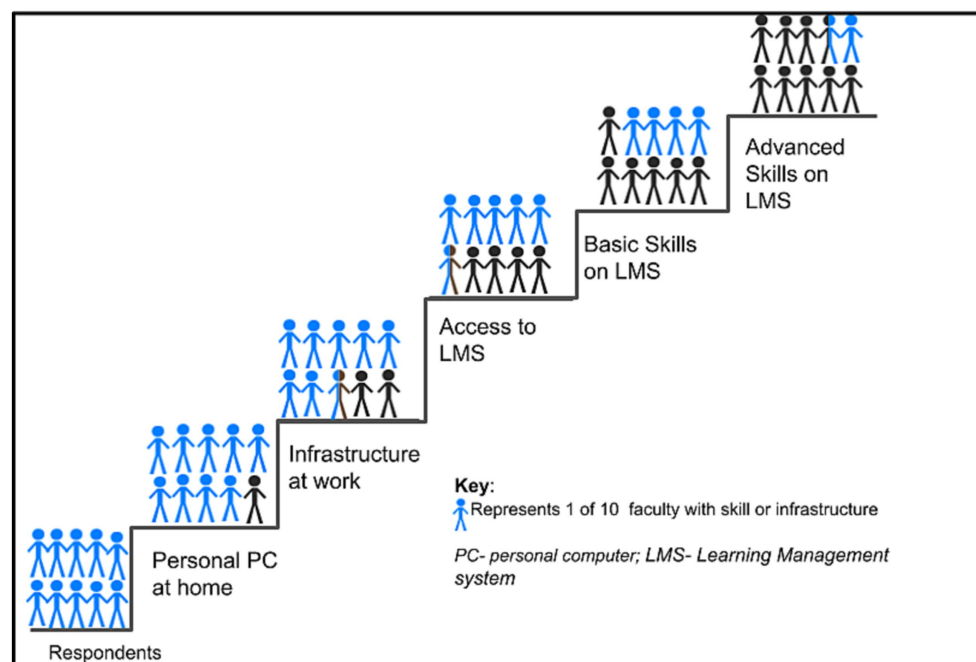 Advanced
Skills on
LMS
Basic Skills
on LMS
Access to
LMS
Infrastructure
at work
Personal PC
at home
Respondents
Key:
Represents 1 of 10 faculty with skill or infrastructure
PC- personal computer; LMS- Learning Management
system